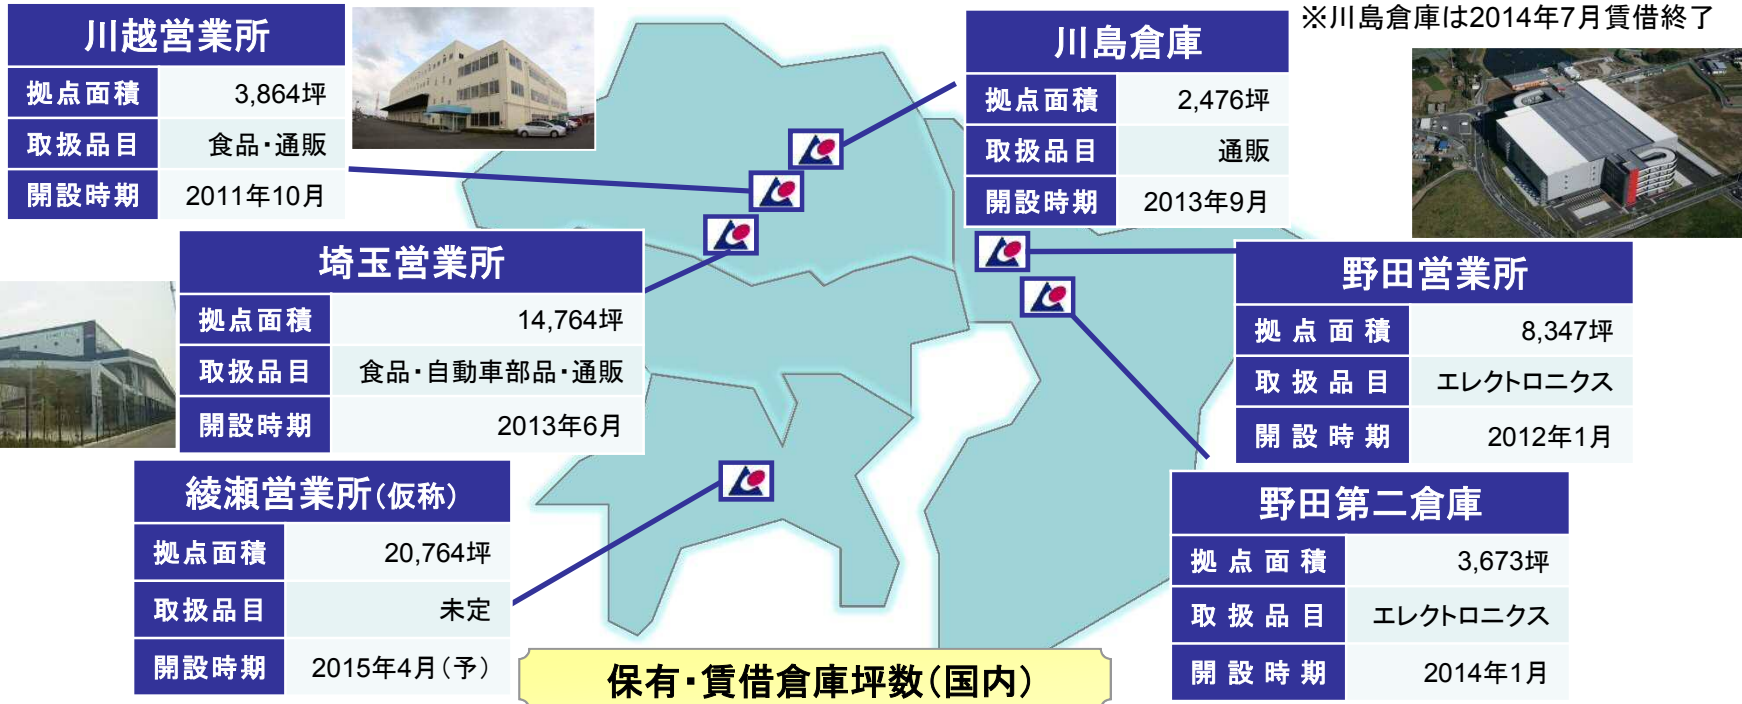 ※川島倉庫は2014年7月賃借終了
川越営業所
拠点面積 3,864坪
取扱品目 食品・通販
開設時期 2011年10月
川島倉庫
拠点面積 2,476坪
取扱品目 通販
開設時期 2013年9月
埼玉営業所
拠点面積 14,764坪
取扱品目 食品・自動車部品・通販
開設時期 2013年6月
野田営業所
拠点面積 8,347坪
取扱品目 エレクトロニクス
開設時期 2012年1月
綾瀬営業所(仮称)
拠点面積 20,764坪
取扱品目 未定
開設時期 2015年4月(予)
野田第二倉庫
拠点面積 3,673坪
取扱品目 エレクトロニクス
開設時期 2014年1月
保有・賃借倉庫坪数(国内)